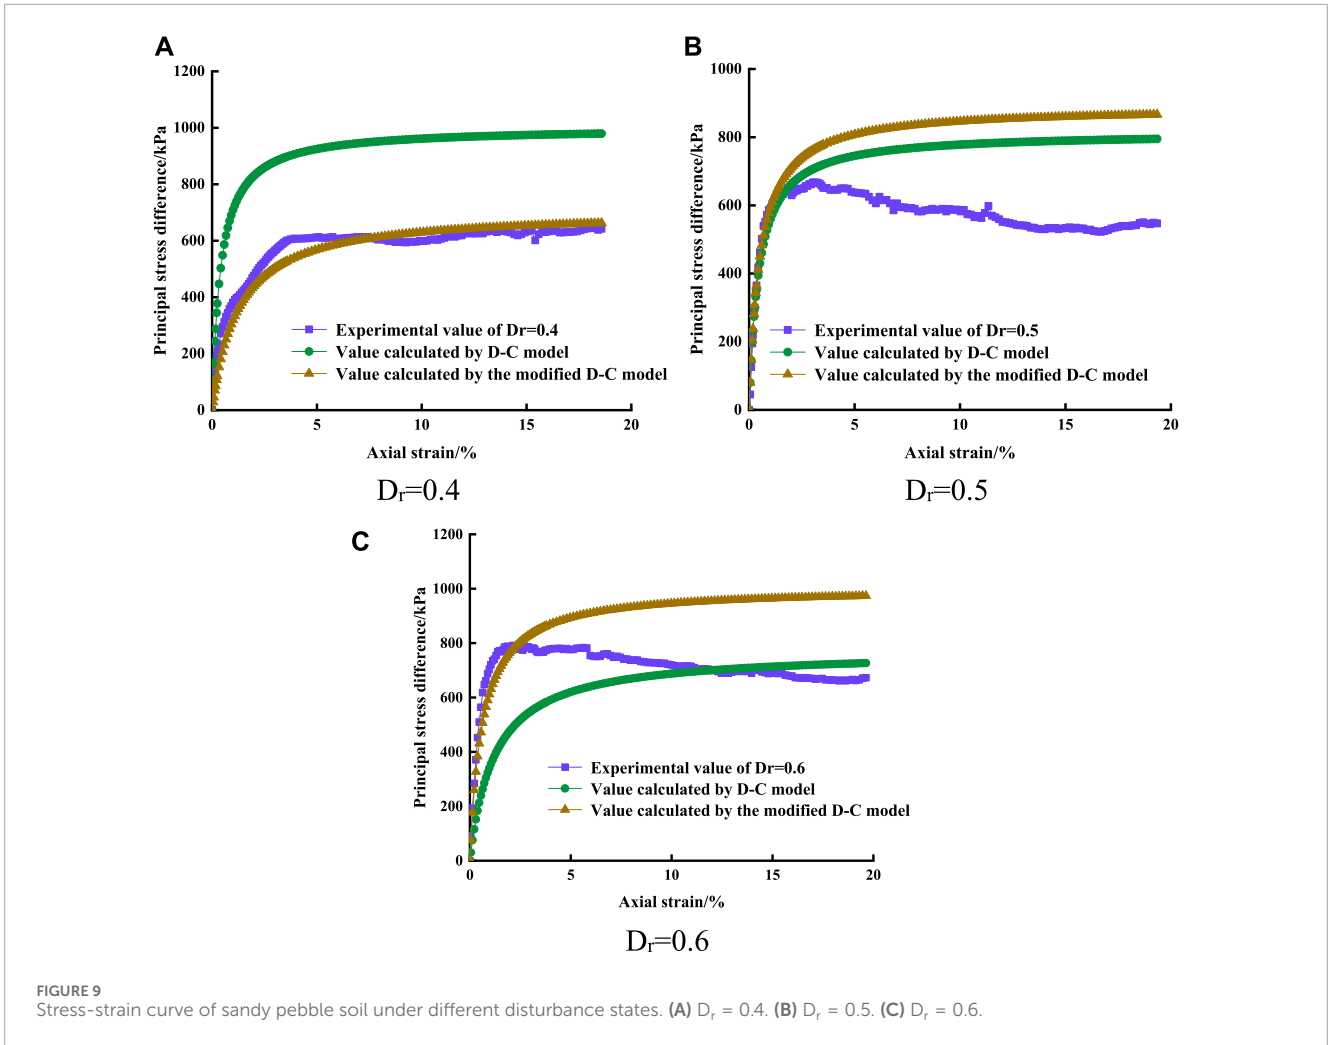 A
1200
1000
800
600
400
200
0
Principal stress difference/kPa
Experimental value of Dr=0.4
Value calculated by D-C model
Value calculated by the modified D-C model
0 5 10 15 20
Axial strain/%
Dr=0.4
B
1000
800
600
400
200
0
Principal stress difference/kPa
Experimental value of Dr=0.5
Value calculated by D-C model
Value calculated by the modified D-C model
0 5 10 15 20
Axial strain/%
Dr=0.5
C
1200
1000
800
600
400
200
0
Principal stress difference/kPa
Experimental value of Dr=0.6
Value calculated by D-C model
Value calculated by the modified D-C model
0 5 10 15 20
Axial strain/%
Dr=0.6
FIGURE 9
Stress-strain curve of sandy pebble soil under different disturbance states. (A) Dr = 0.4. (B) Dr = 0.5. (C) Dr = 0.6.